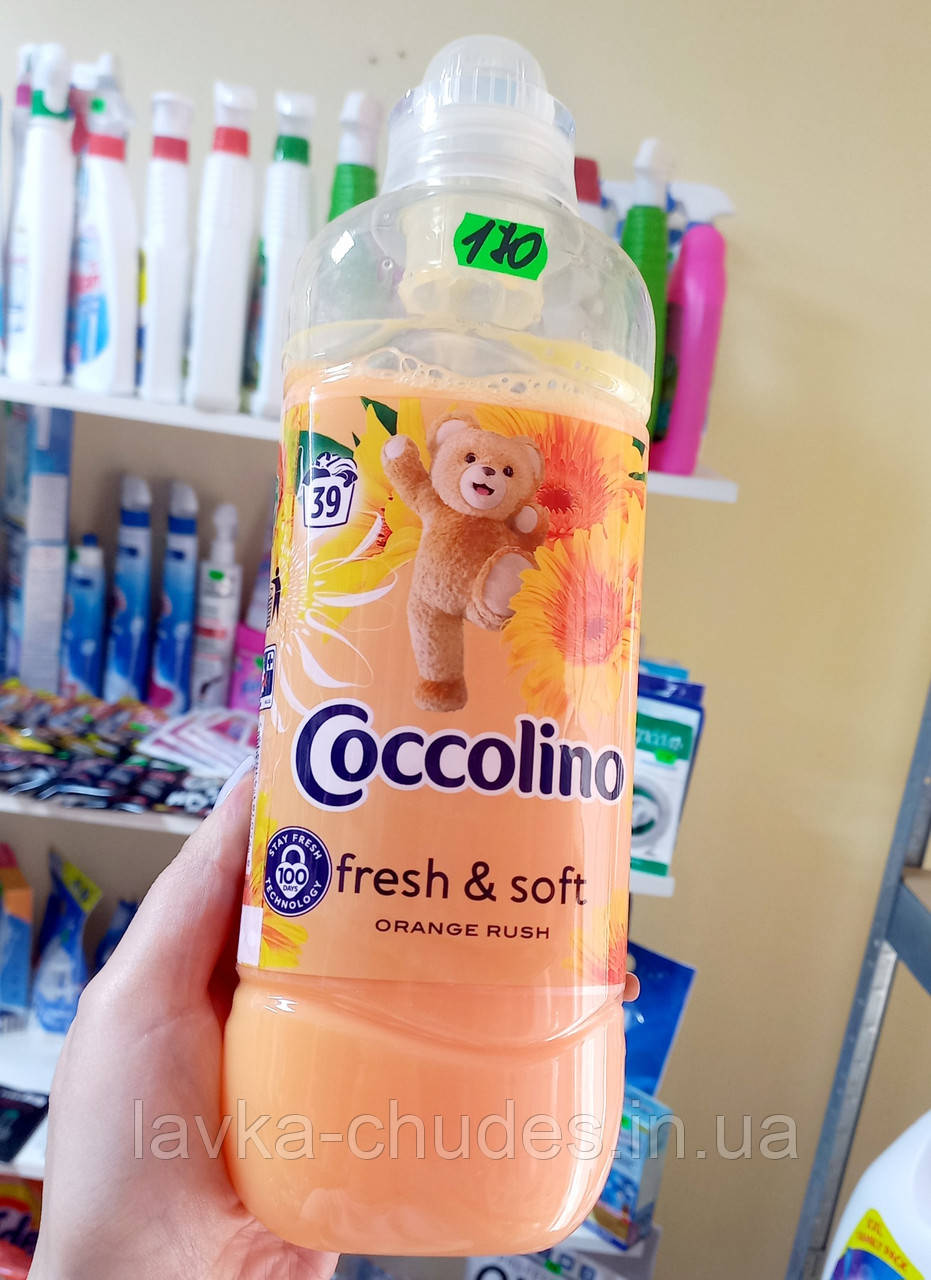 170
39
Coccolino
STAY FRESH
100
DAYS
TECHNOLOGY
fresh & soft
ORANGE RUSH
lavka-chudes.in.ua